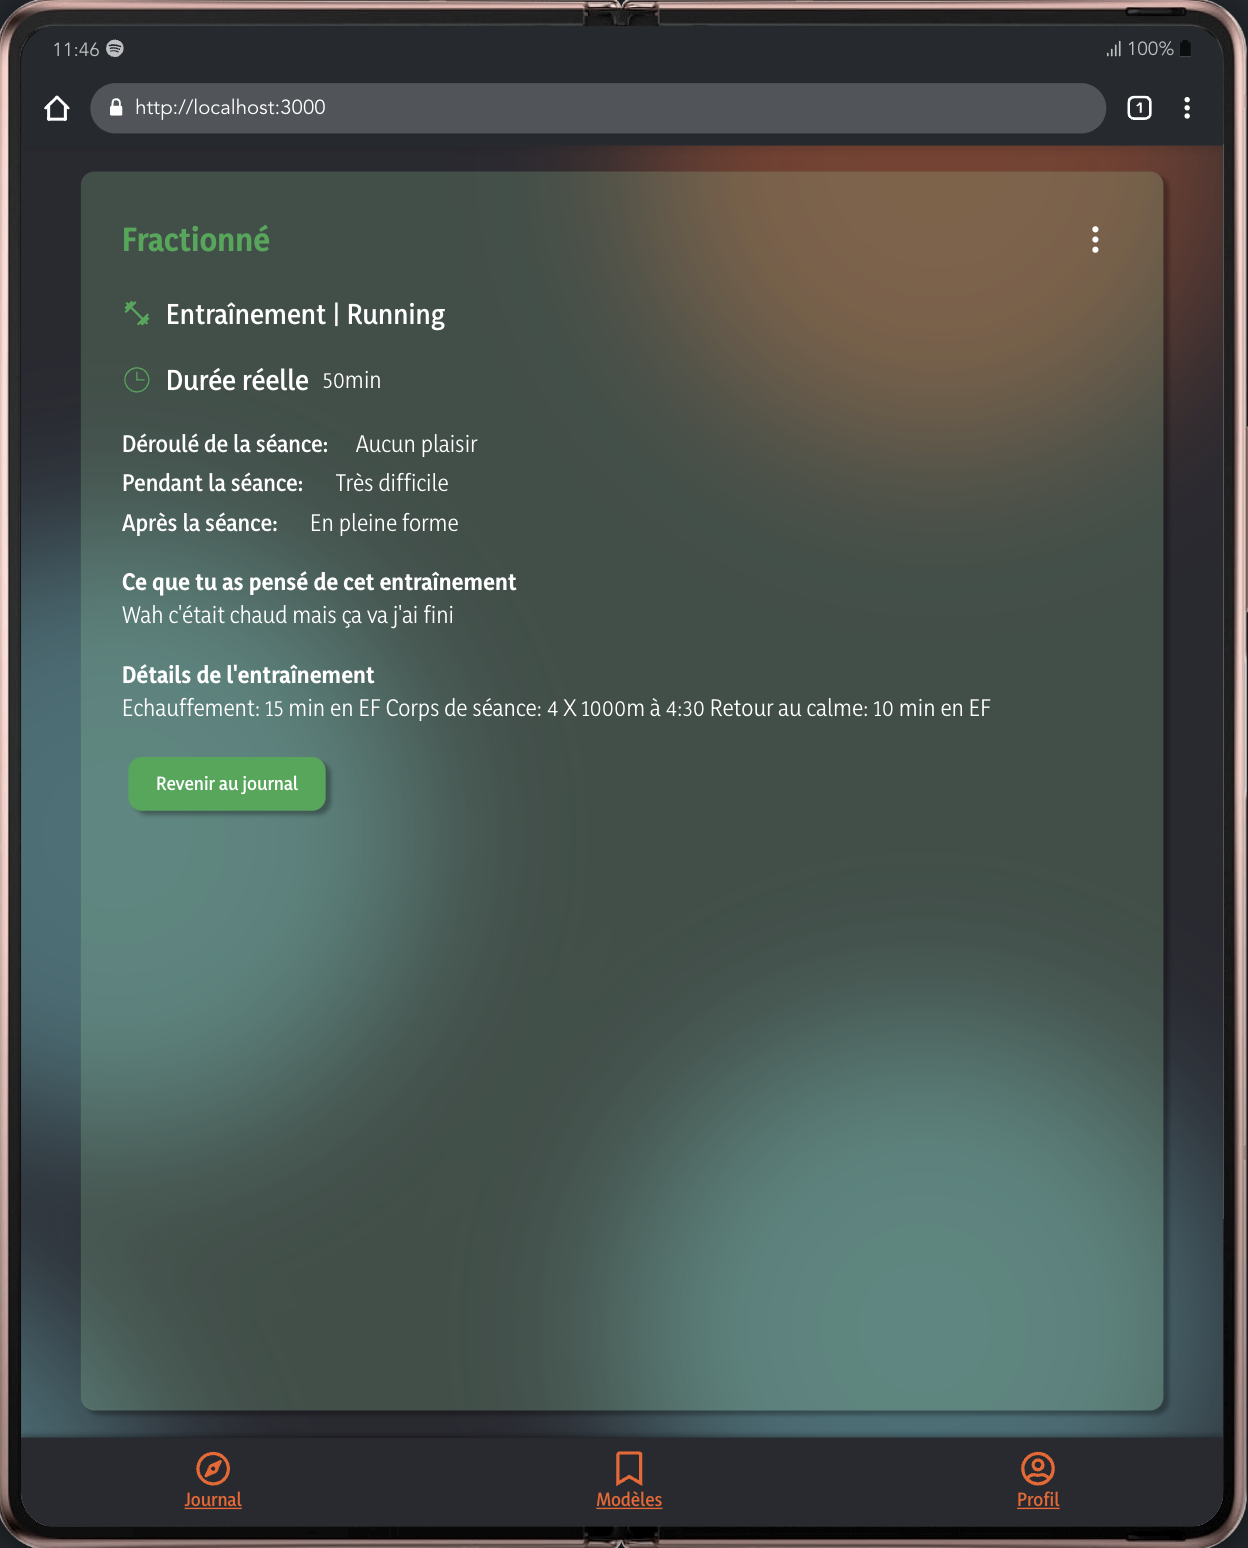 11:46
100%
http://localhost:3000
1
Fractionné
Entraînement | Running
Durée réelle 50min
Déroulé de la séance: Aucun plaisir
Pendant la séance: Très difficile
Après la séance: En pleine forme
Ce que tu as pensé de cet entraînement
Wah c'était chaud mais ça va j'ai fini
Détails de l'entraînement
Echauffement: 15 min en EF Corps de séance: 4 X 1000m à 4:30 Retour au calme: 10 min en EF
Revenir au journal
Journal
Modèles
Profil